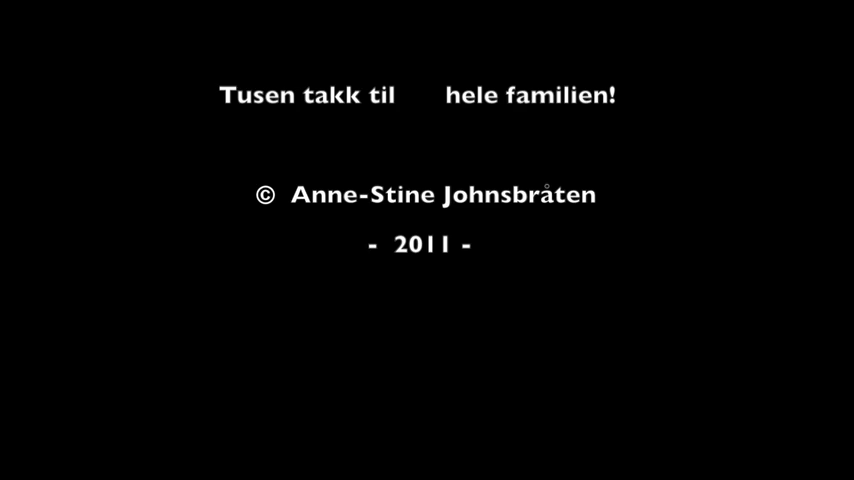 Tusen takk til hele familien!
© Anne-Stine Johnsbråten
- 2011 -